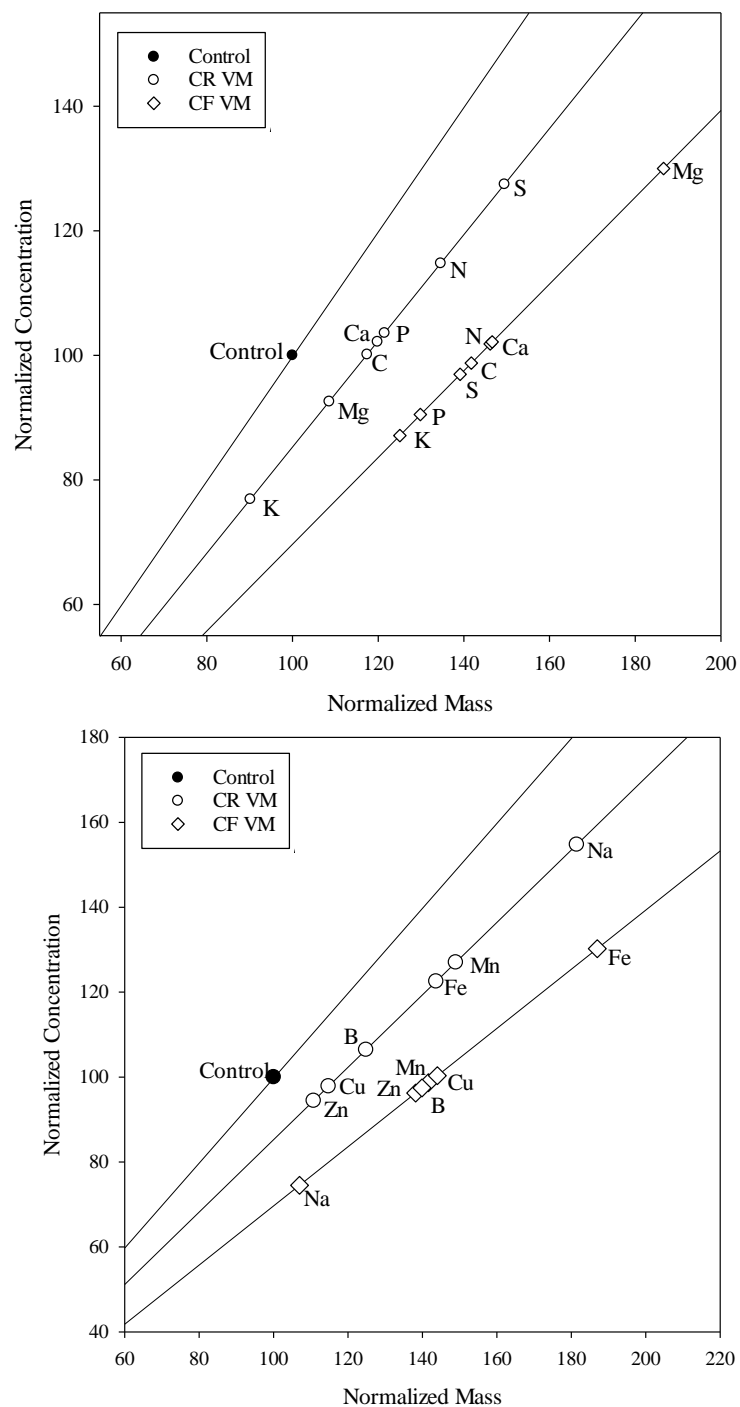 Control
CR VM
CF VM
140
120
100
80
60
Normalized Concentration
S
Mg
N
Ca P
Control
C
N
Ca
Mg
C
S
P
K
K
60 80 100 120 140 160 180 200
Normalized Mass
Control
CR VM
CF VM
180
160
140
120
100
80
60
40
Normalized Concentration
Na
Mn
Fe
Fe
B
Control
Cu
Mn
Zn
Cu
Zn
B
Na
60 80 100 120 140 160 180 200 220
Normalized Mass